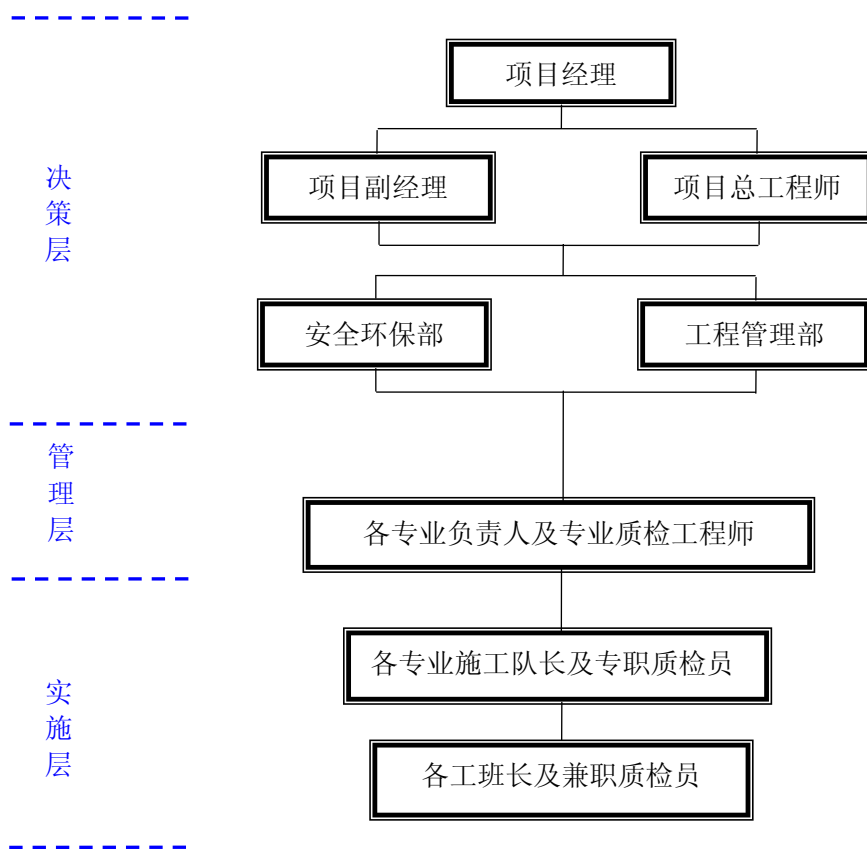 项目经理
决策层
项目副经理
项目总工程师
安全环保部
工程管理部
管理层
各专业负责人及专业质检工程师
实施层
各专业施工队长及专职质检员
各工班长及兼职质检员